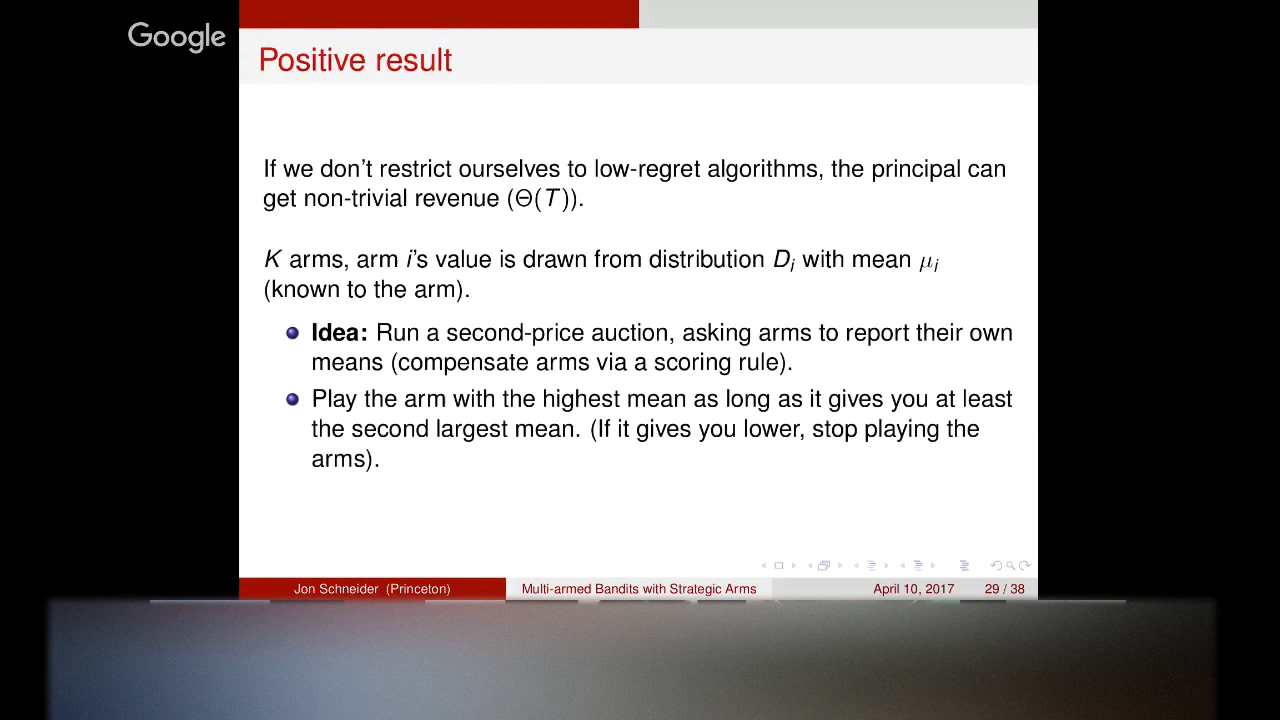 Google
Positive result
If we don't restrict ourselves to low-regret algorithms, the principal can
get non-trivial revenue (Θ(T)).
K arms, arm i's value is drawn from distribution Di with mean μi
(known to the arm).
Idea: Run a second-price auction, asking arms to report their own
means (compensate arms via a scoring rule).
Play the arm with the highest mean as long as it gives you at least
the second largest mean. (If it gives you lower, stop playing the
arms).
Jon Schneider (Princeton) Multi-armed Bandits with Strategic Arms April 10, 2017 29 / 38